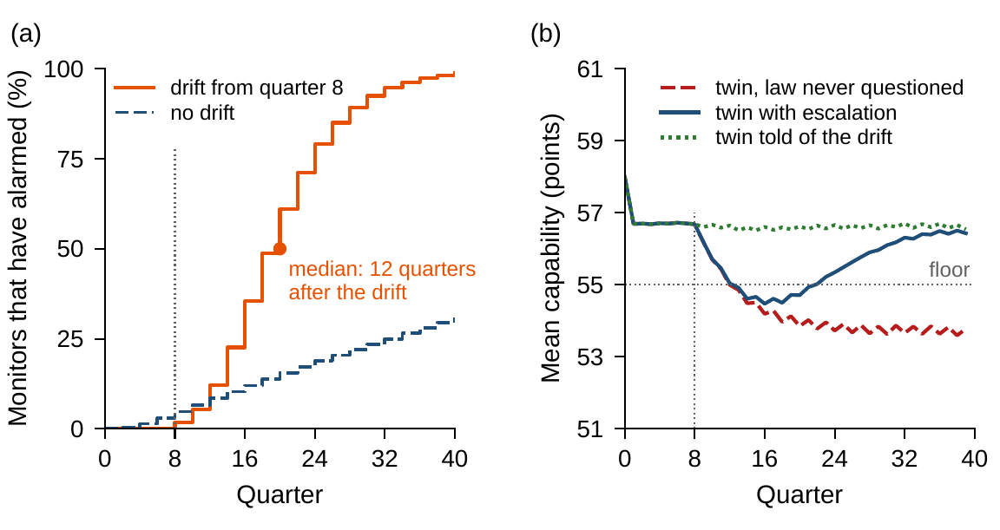 (a)
Monitors that have alarmed (%)
100
75
50
25
0
drift from quarter 8
no drift
median: 12 quarters
after the drift
0 8 16 24 32 40
Quarter
(b)
Mean capability (points)
61
59
57
55
53
51
twin, law never questioned
twin with escalation
twin told of the drift
floor
0 8 16 24 32 40
Quarter